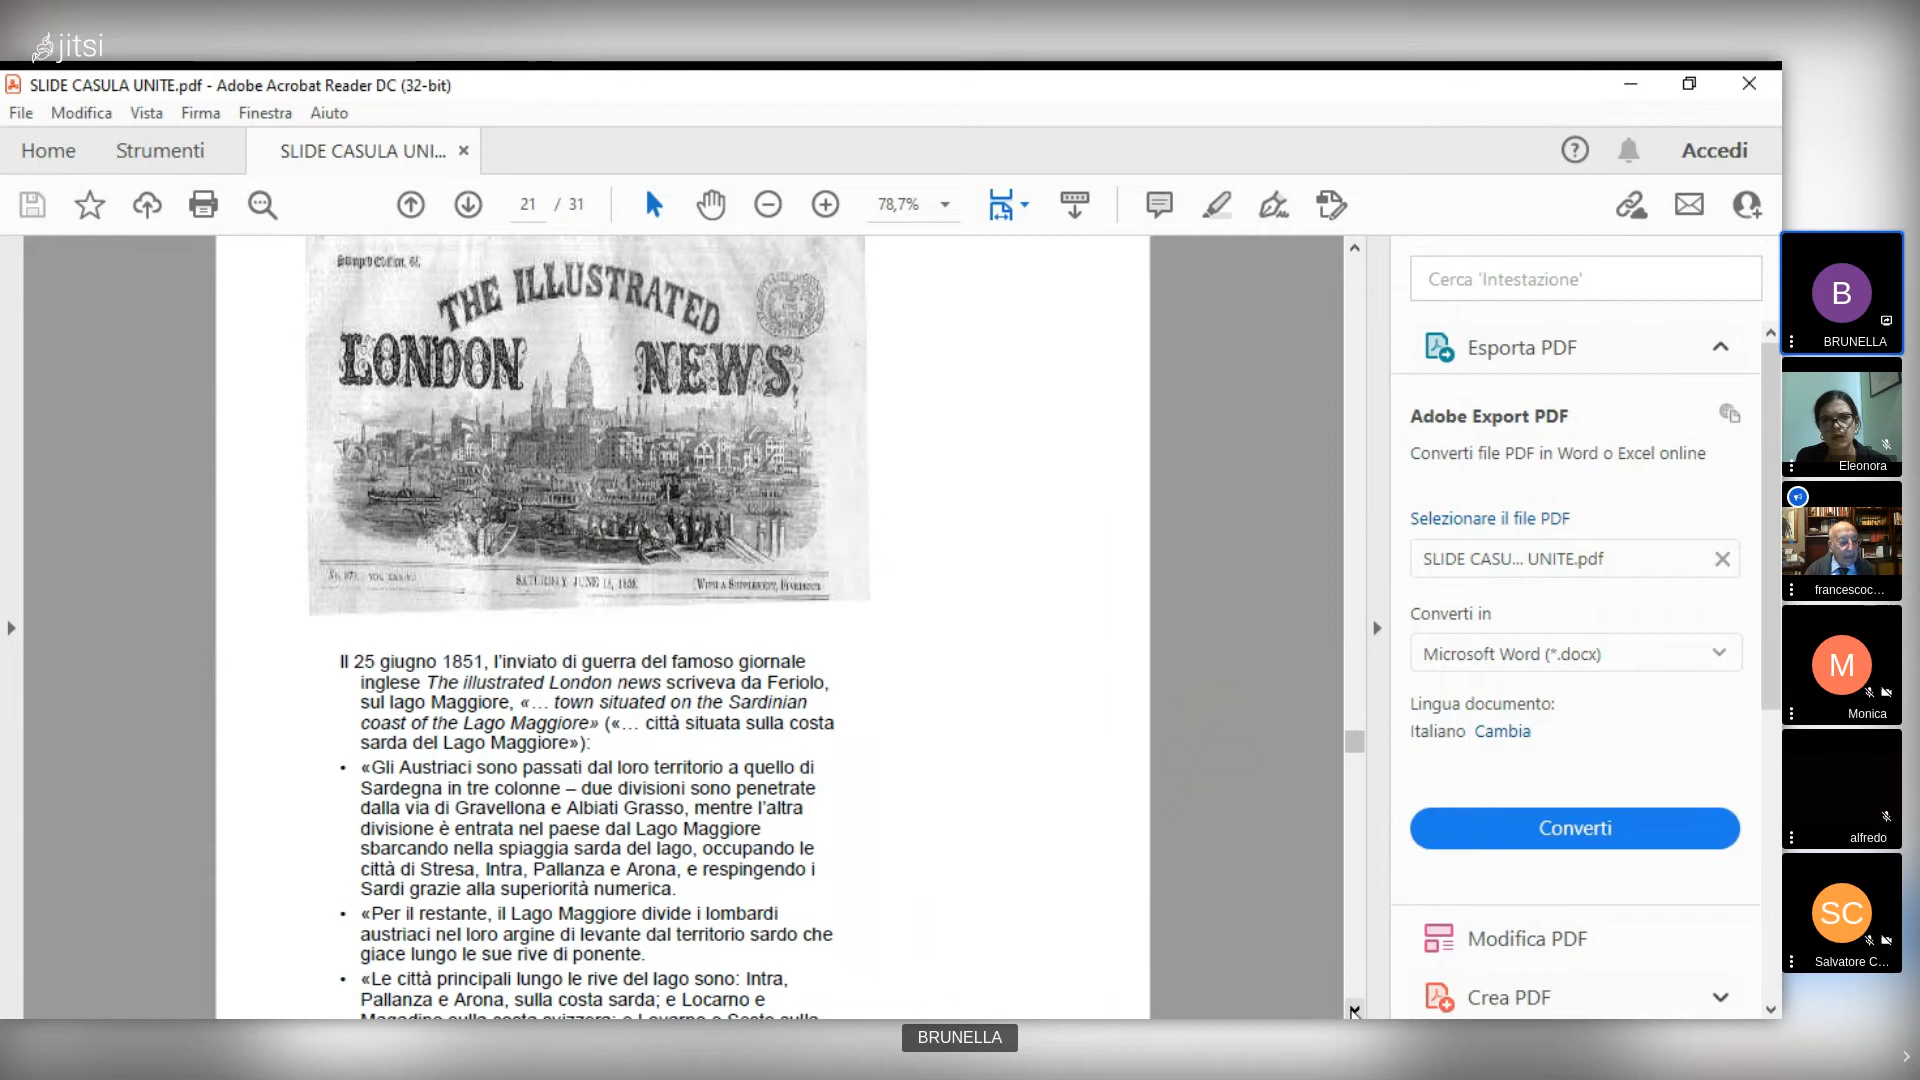 jitsi
SLIDE CASULA UNITE.pdf - Adobe Acrobat Reader DC (32-bit)
File Modifica Vista Firma Finestra Aiuto
Home Strumenti SLIDE CASULA UNI... × Accedi
21 / 31 78,7%
THE ILLUSTRATED
LONDON NEWS
SATURDAY, JUNE
Il 25 giugno 1851, l'inviato di guerra del famoso giornale
inglese The illustrated London news scriveva da Feriolo,
sul lago Maggiore, «… town situated on the Sardinian
coast of the Lago Maggiore» («… città situata sulla costa
sarda del Lago Maggiore»):
• «Gli Austriaci sono passati dal loro territorio a quello di
Sardegna in tre colonne – due divisioni sono penetrate
dalla via di Gravellona e Albiati Grasso, mentre l'altra
divisione è entrata nel paese dal Lago Maggiore
sbarcando nella spiaggia sarda del lago, occupando le
città di Stresa, Intra, Pallanza e Arona, e respingendo i
Sardi grazie alla superiorità numerica.
• «Per il restante, il Lago Maggiore divide i lombardi
austriaci nel loro argine di levante dal territorio sardo che
giace lungo le sue rive di ponente.
• «Le città principali lungo le rive del lago sono: Intra,
Pallanza e Arona, sulla costa sarda; e Locarno e
Cerca 'Intestazione'
Esporta PDF
Adobe Export PDF
Converti file PDF in Word o Excel online
Selezionare il file PDF
SLIDE CASU... UNITE.pdf
Converti in
Microsoft Word (*.docx)
Lingua documento:
Italiano Cambia
Converti
Modifica PDF
Crea PDF
B
BRUNELLA
Eleonora
francescoc…
M
Monica
alfredo
SC
Salvatore C…
BRUNELLA